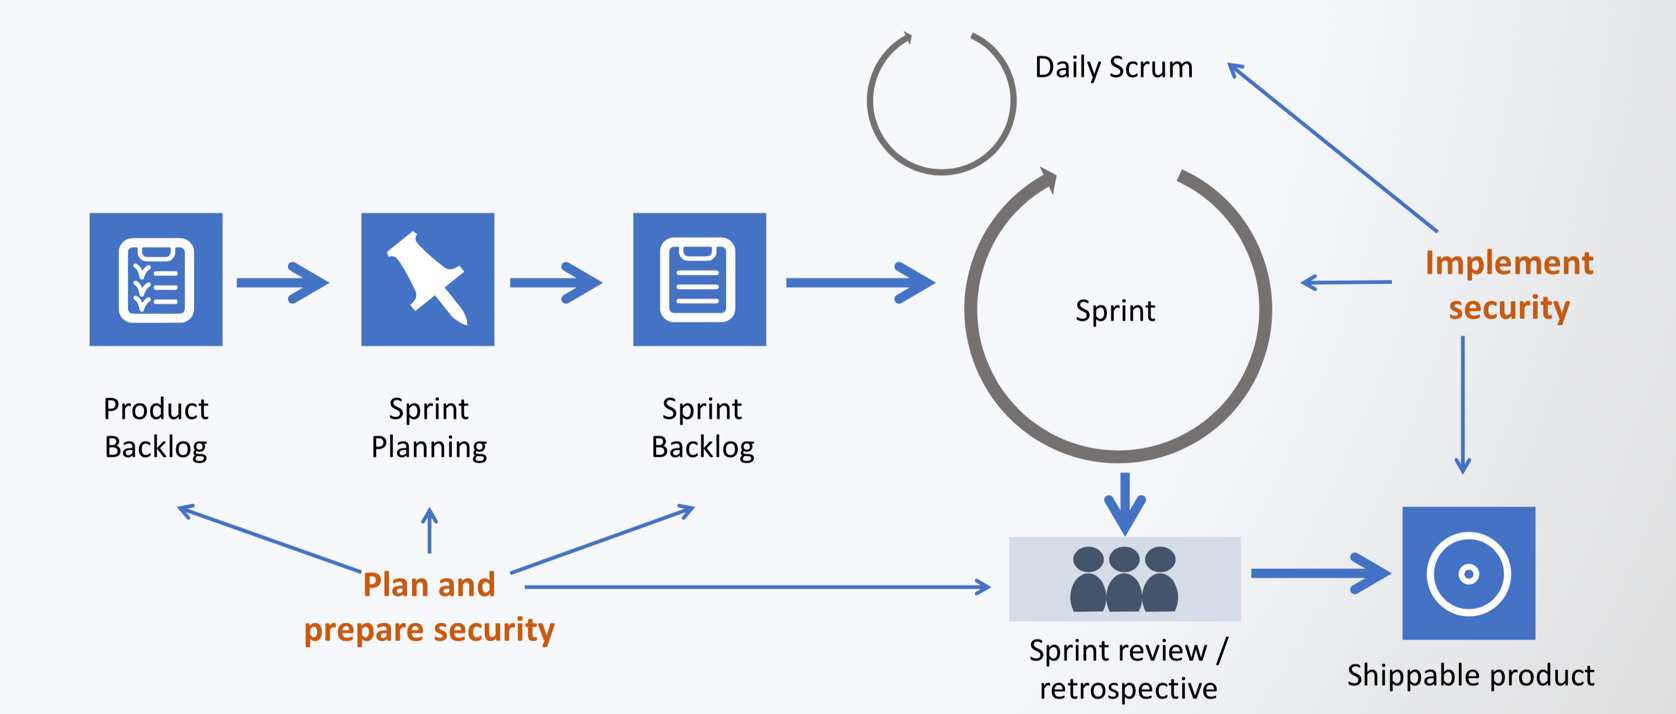 Daily Scrum
Implement
security
Sprint
Product
Backlog
Sprint
Planning
Sprint
Backlog
Plan and
prepare security
Sprint review /
retrospective
Shippable product